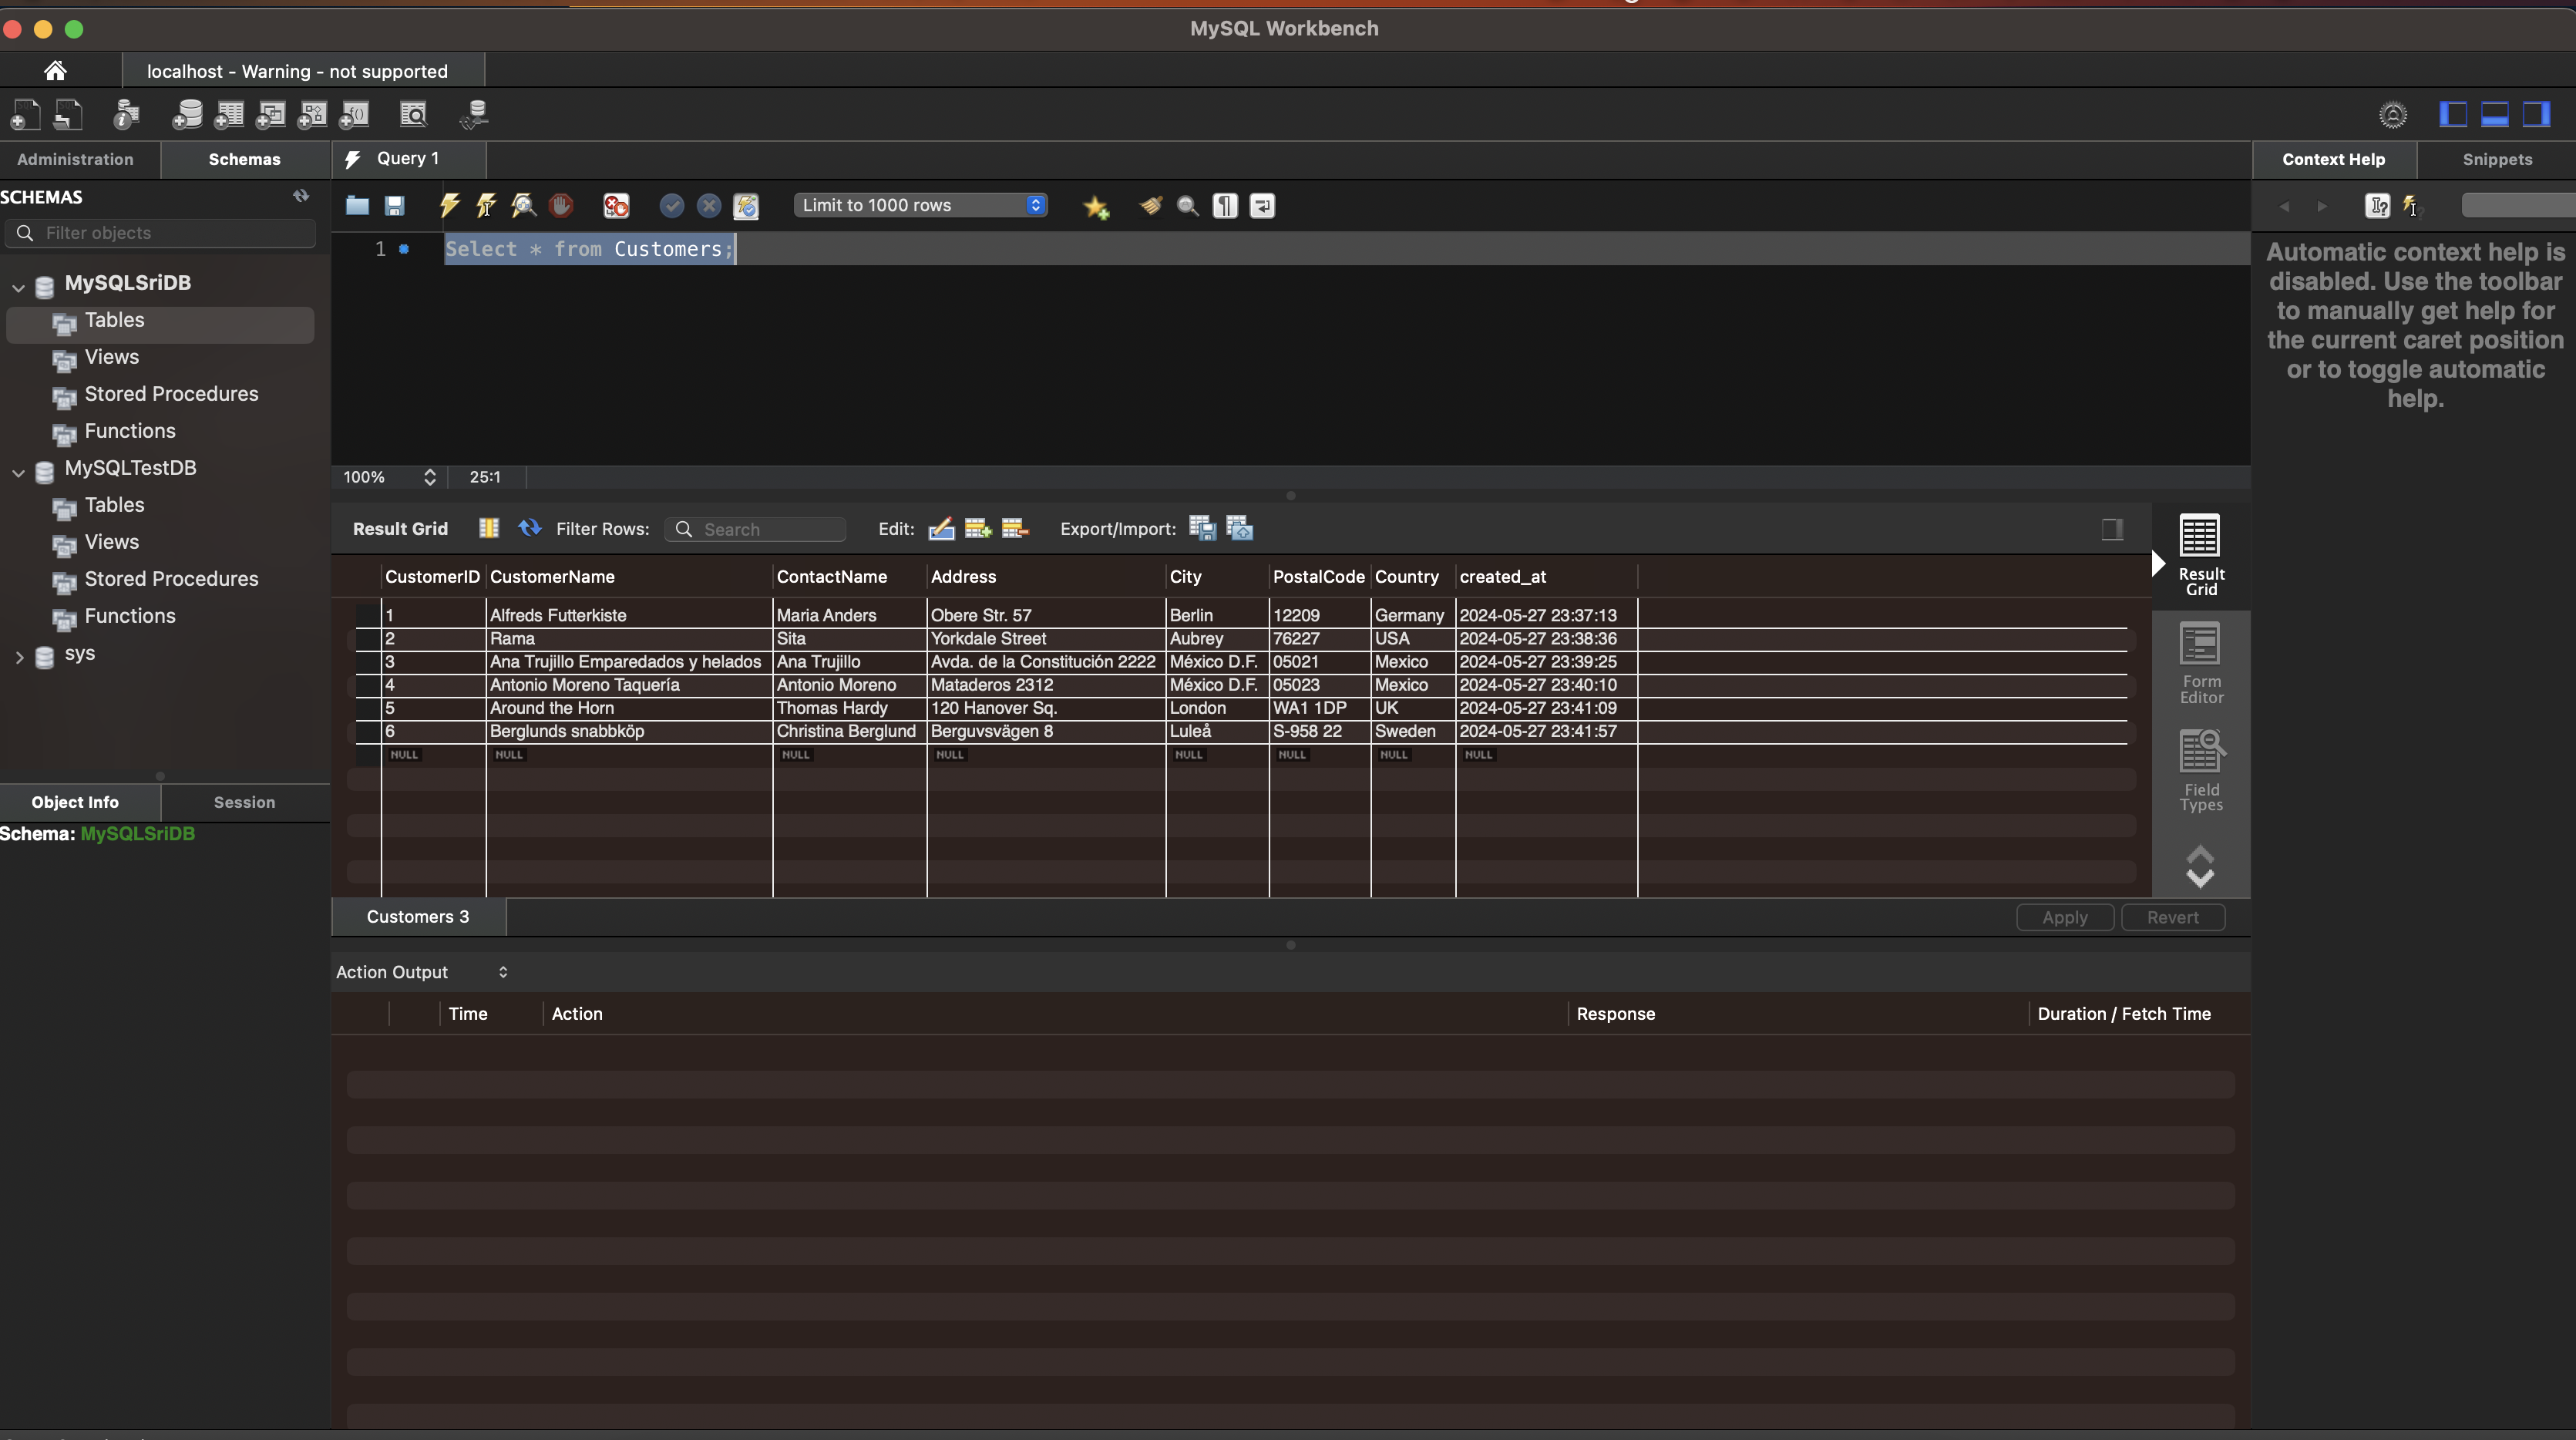 MySQL Workbench
localhost - Warning - not supported
Administration
Schemas
SCHEMAS
Filter objects
MySQLSriDB
Tables
Views
Stored Procedures
Functions
MySQLTestDB
Tables
Views
Stored Procedures
Functions
sys
Object Info
Session
Schema: MySQLSriDB
Query 1
Limit to 1000 rows
1 Select * from Customers;
100% 25:1
Result Grid Filter Rows: Search Edit: Export/Import:
CustomerID CustomerName ContactName Address City PostalCode Country created_at
1 Alfreds Futterkiste Maria Anders Obere Str. 57 Berlin 12209 Germany 2024-05-27 23:37:13
2 Rama Sita Yorkdale Street Aubrey 76227 USA 2024-05-27 23:38:36
3 Ana Trujillo Emparedados y helados Ana Trujillo Avda. de la Constitución 2222 México D.F. 05021 Mexico 2024-05-27 23:39:25
4 Antonio Moreno Taquería Antonio Moreno Mataderos 2312 México D.F. 05023 Mexico 2024-05-27 23:40:10
5 Around the Horn Thomas Hardy 120 Hanover Sq. London WA1 1DP UK 2024-05-27 23:41:09
6 Berglunds snabbköp Christina Berglund Berguvsvägen 8 Luleå S-958 22 Sweden 2024-05-27 23:41:57
NULL NULL NULL NULL NULL NULL NULL NULL
Result
Grid
Form
Editor
Field
Types
Customers 3
Apply
Revert
Action Output
Time Action Response Duration / Fetch Time
Context Help
Snippets
Automatic context help is
disabled. Use the toolbar
to manually get help for
the current caret position
or to toggle automatic
help.